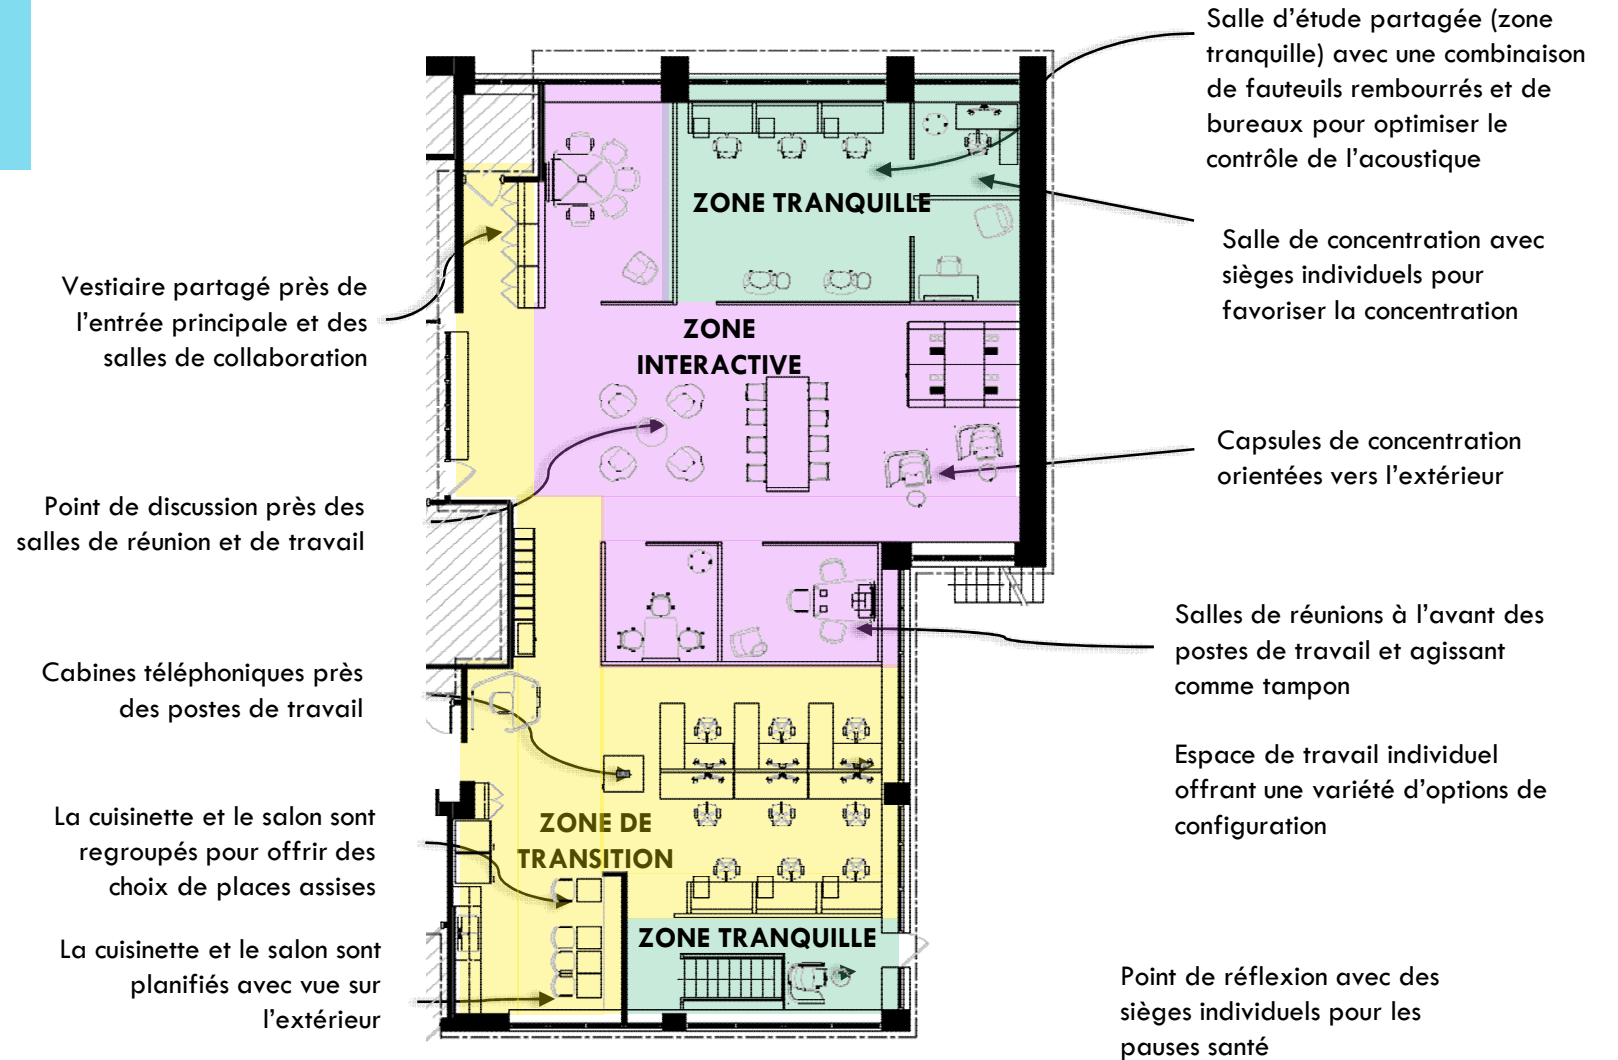 Salle d'étude partagée (zone
tranquille) avec une combinaison
de fauteuils rembourrés et de
bureaux pour optimiser le
contrôle de l'acoustique
Salle de concentration avec
sièges individuels pour
favoriser la concentration
Capsules de concentration
orientées vers l'extérieur
Salles de réunions à l'avant des
postes de travail et agissant
comme tampon
Espace de travail individuel
offrant une variété d'options de
configuration
Point de réflexion avec des
sièges individuels pour les
pauses santé
Vestiaire partagé près de
l'entrée principale et des
salles de collaboration
Point de discussion près des
salles de réunion et de travail
Cabines téléphoniques près
des postes de travail
La cuisinette et le salon sont
regroupés pour offrir des
choix de places assises
La cuisinette et le salon sont
planifiés avec vue sur
l'extérieur
ZONE TRANQUILLE
ZONE
INTERACTIVE
ZONE DE
TRANSITION
ZONE TRANQUILLE